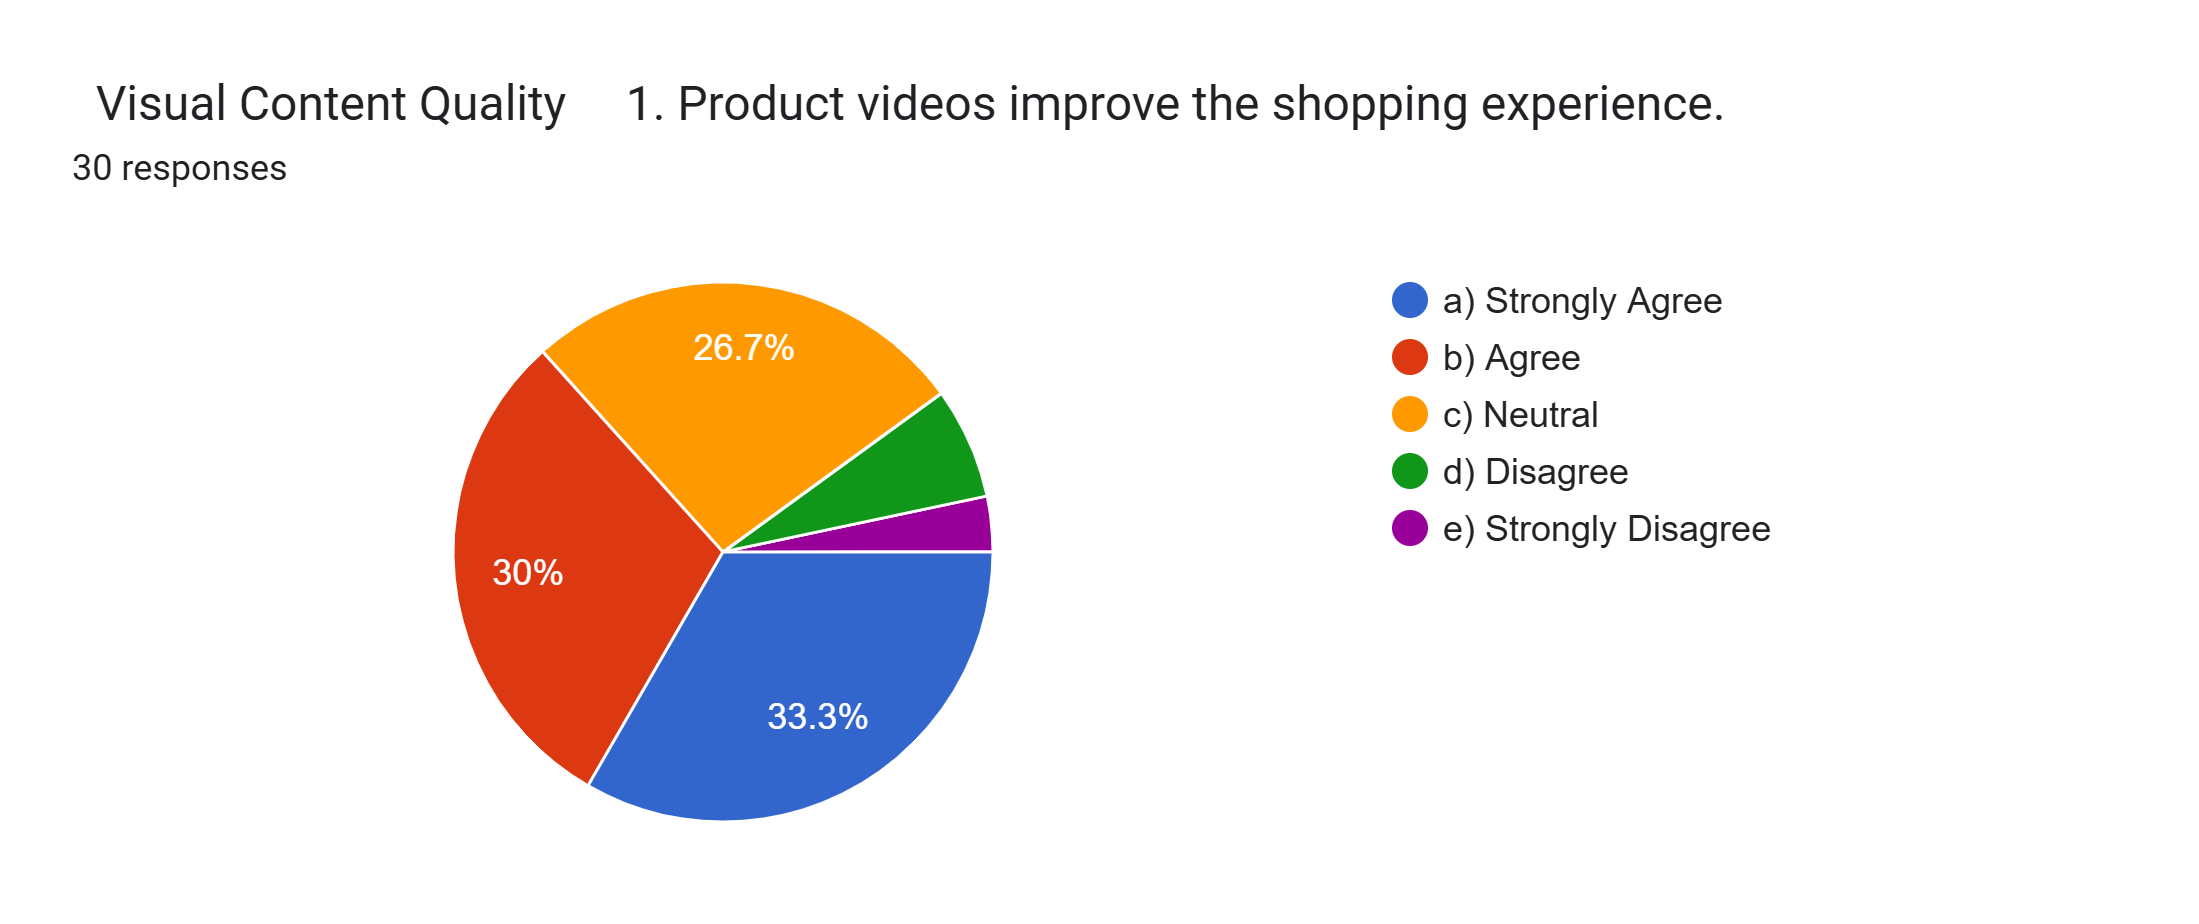 Visual Content Quality 1. Product videos improve the shopping experience.
30 responses
26.7%
30%
33.3%
a) Strongly Agree
b) Agree
c) Neutral
d) Disagree
e) Strongly Disagree